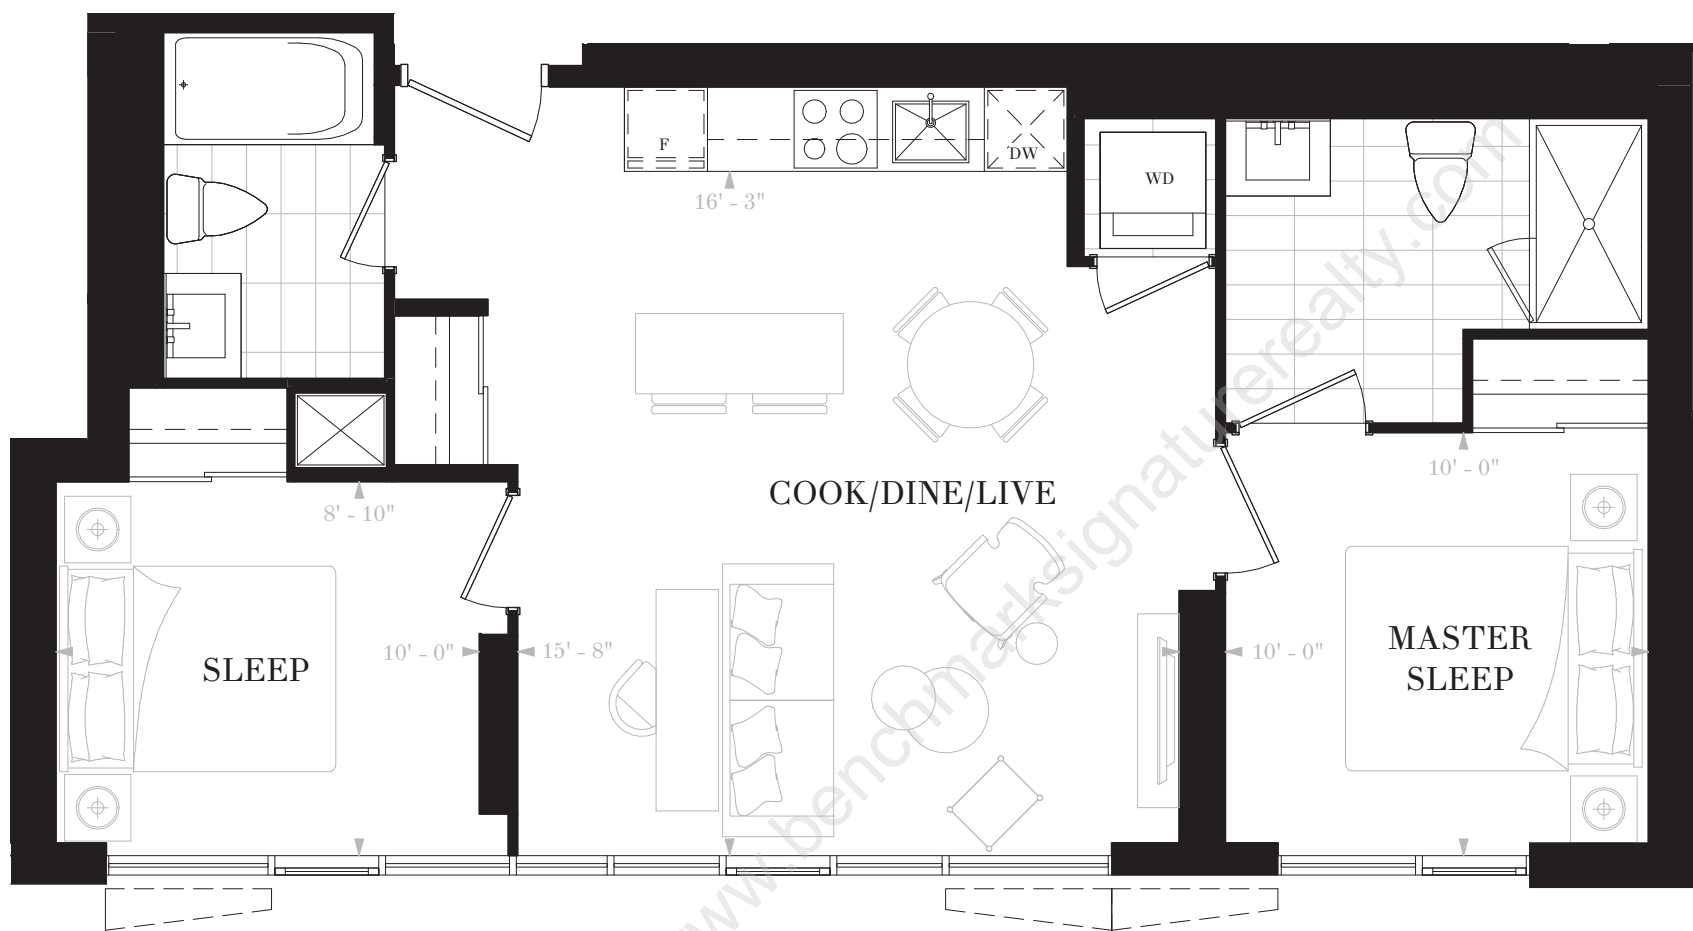 F
DW
WD
16' - 3"
10' - 0"
COOK/DINE/LIVE
8' - 10"
SLEEP
10' - 0"
15' - 8"
10' - 0"
MASTER
SLEEP
www.benchmarksignaturerealty.com